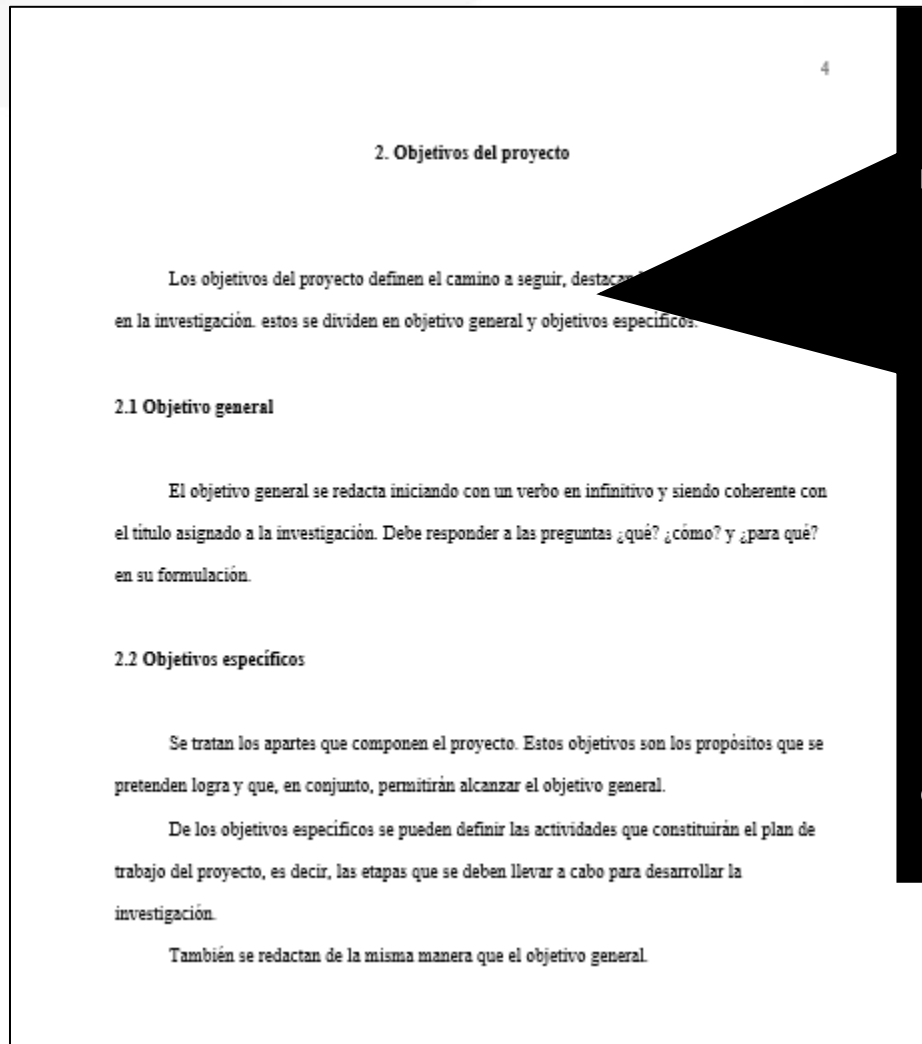 4
2. Objetivos del proyecto
Los objetivos del proyecto definen el camino a seguir,
en la investigación. estos se dividen en objetivo general y objetivos específicos.
2.1 Objetivo general
El objetivo general se redacta iniciando con un verbo en infinitivo y siendo coherente con
el título asignado a la investigación. Debe responder a las preguntas ¿qué? ¿cómo? y ¿para qué?
en su formulación.
2.2 Objetivos específicos
Se tratan los apartes que componen el proyecto. Estos objetivos son los propósitos que se
pretenden logra y que, en conjunto, permitirán alcanzar el objetivo general.
De los objetivos específicos se pueden definir las actividades que constituirán el plan de
trabajo del proyecto, es decir, las etapas que se deben llevar a cabo para desarrollar la
investigación.
También se redactan de la misma manera que el objetivo general.